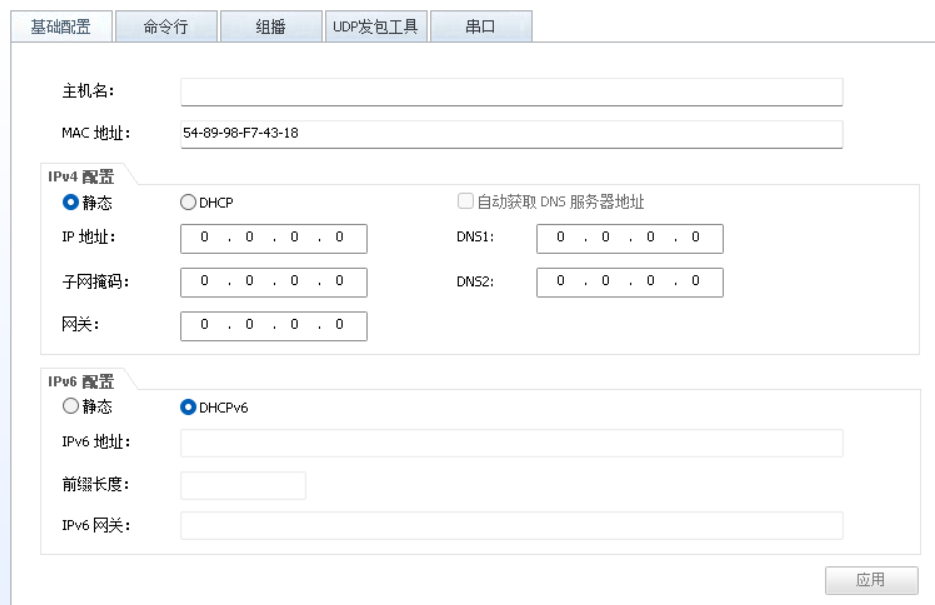 基础配置 命令行 组播 UDP发包工具 串口
主机名：
MAC 地址： 54-89-98-F7-43-18
IPv4 配置
静态 DHCP 自动获取 DNS 服务器地址
IP 地址： 0 . 0 . 0 . 0 DNS1: 0 . 0 . 0 . 0
子网掩码： 0 . 0 . 0 . 0 DNS2: 0 . 0 . 0 . 0
网关： 0 . 0 . 0 . 0
IPv6 配置
静态 DHCPv6
IPv6 地址：
前缀长度：
IPv6 网关：
应用